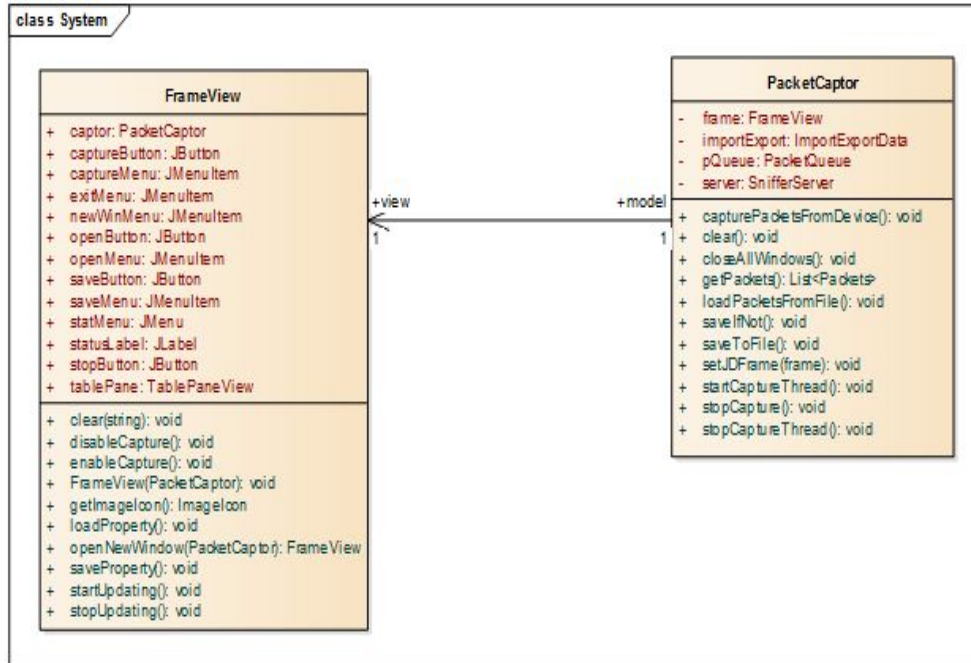 class System
FrameView
+ captor: PacketCaptor
+ captureButton: JButton
+ captureMenu: JMenuItem
+ exitMenu: JMenuItem
+ newWinMenu: JMenuItem
+ openButton: JButton
+ openMenu: JMenuItem
+ saveButton: JButton
+ saveMenu: JMenuItem
+ statMenu: JMenu
+ statusLabel: JLabel
+ stopButton: JButton
+ tablePane: TablePaneView
+ clear(string): void
+ disableCapture(): void
+ enableCapture(): void
+ FrameView(PacketCaptor): void
+ getImageIcon(): ImageIcon
+ loadProperty(): void
+ openNewWindow(PacketCaptor): FrameView
+ saveProperty(): void
+ startUpdating(): void
+ stopUpdating(): void
+view
1
+model
1
PacketCaptor
- frame: FrameView
- importExport: ImportExportData
- pQueue: PacketQueue
- server: SnifferServer
+ capturePacketsFromDevice(): void
+ clear(): void
+ closeAllWindows(): void
+ getPackets(): List<Packets>
+ loadPacketsFromFile(): void
+ saveIfNot(): void
+ saveToFile(): void
+ setJDFrame(frame): void
+ startCaptureThread(): void
+ stopCapture(): void
+ stopCaptureThread(): void